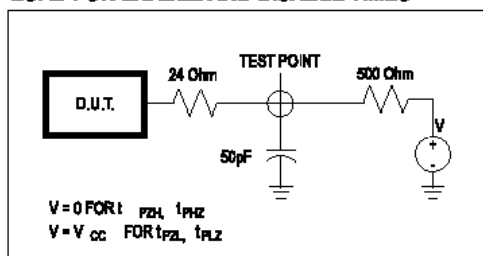 24 Ohm
TEST POINT
500 Ohm
D.U.T.
V
+
-
50pF
V = 0 FOR t PZH, tPHZ
V = V CC FOR tPZL, tPLZ